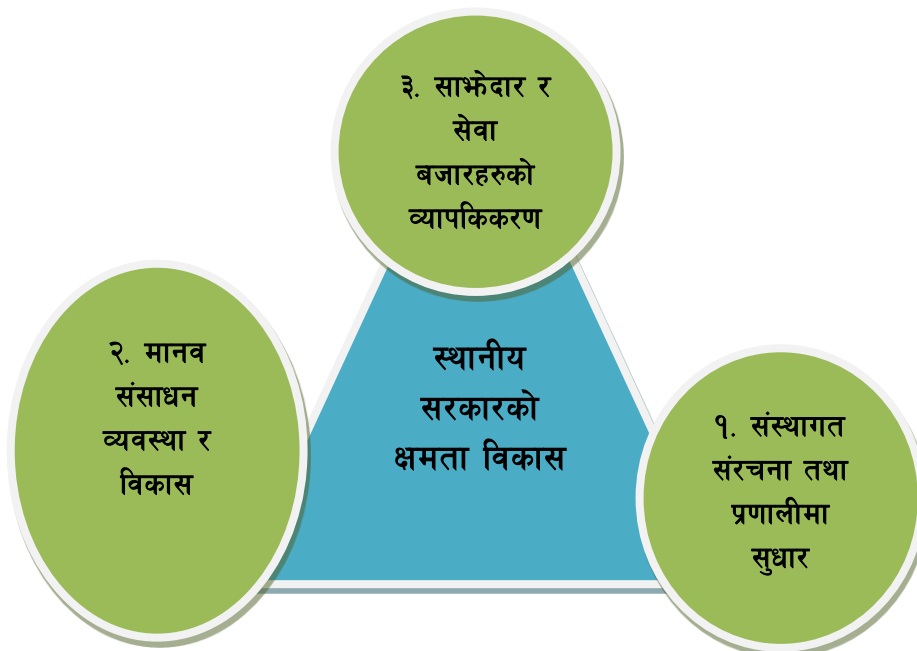 ३. साझेदार र
सेवा
बजारहरुको
व्यापकिकरण
स्थानीय
सरकारको
क्षमता विकास
२. मानव
संसाधन
व्यवस्था र
विकास
१. संस्थागत
संरचना तथा
प्रणालीमा
सुधार